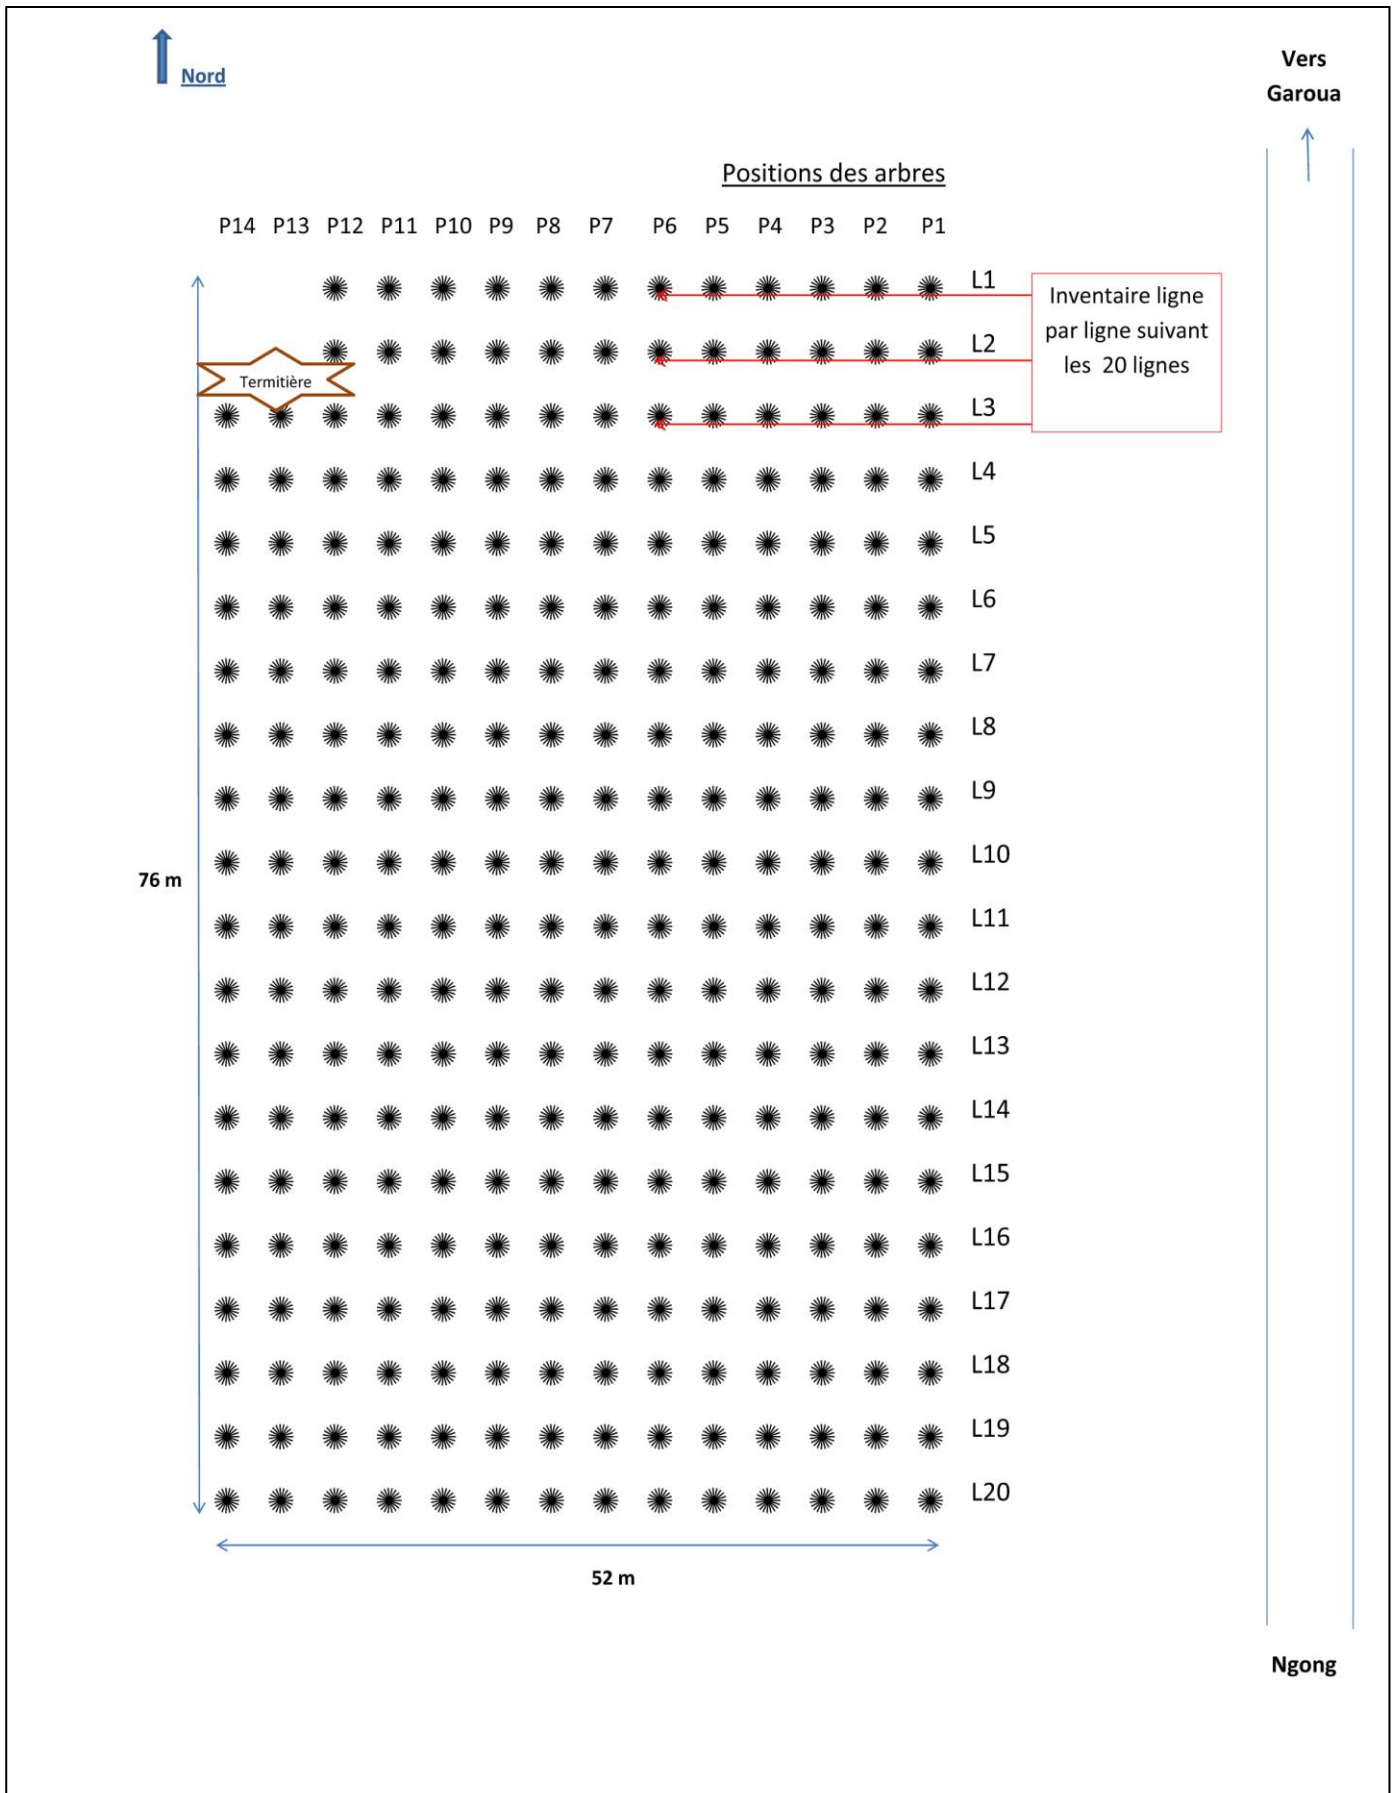 Nord
Vers
Garoua
Positions des arbres
P14 P13 P12 P11 P10 P9 P8 P7 P6 P5 P4 P3 P2 P1
L1
Inventaire ligne
par ligne suivant
les 20 lignes
L2
Termitière
L3
L4
L5
L6
L7
L8
L9
L10
76 m
L11
L12
L13
L14
L15
L16
L17
L18
L19
L20
52 m
Ngong